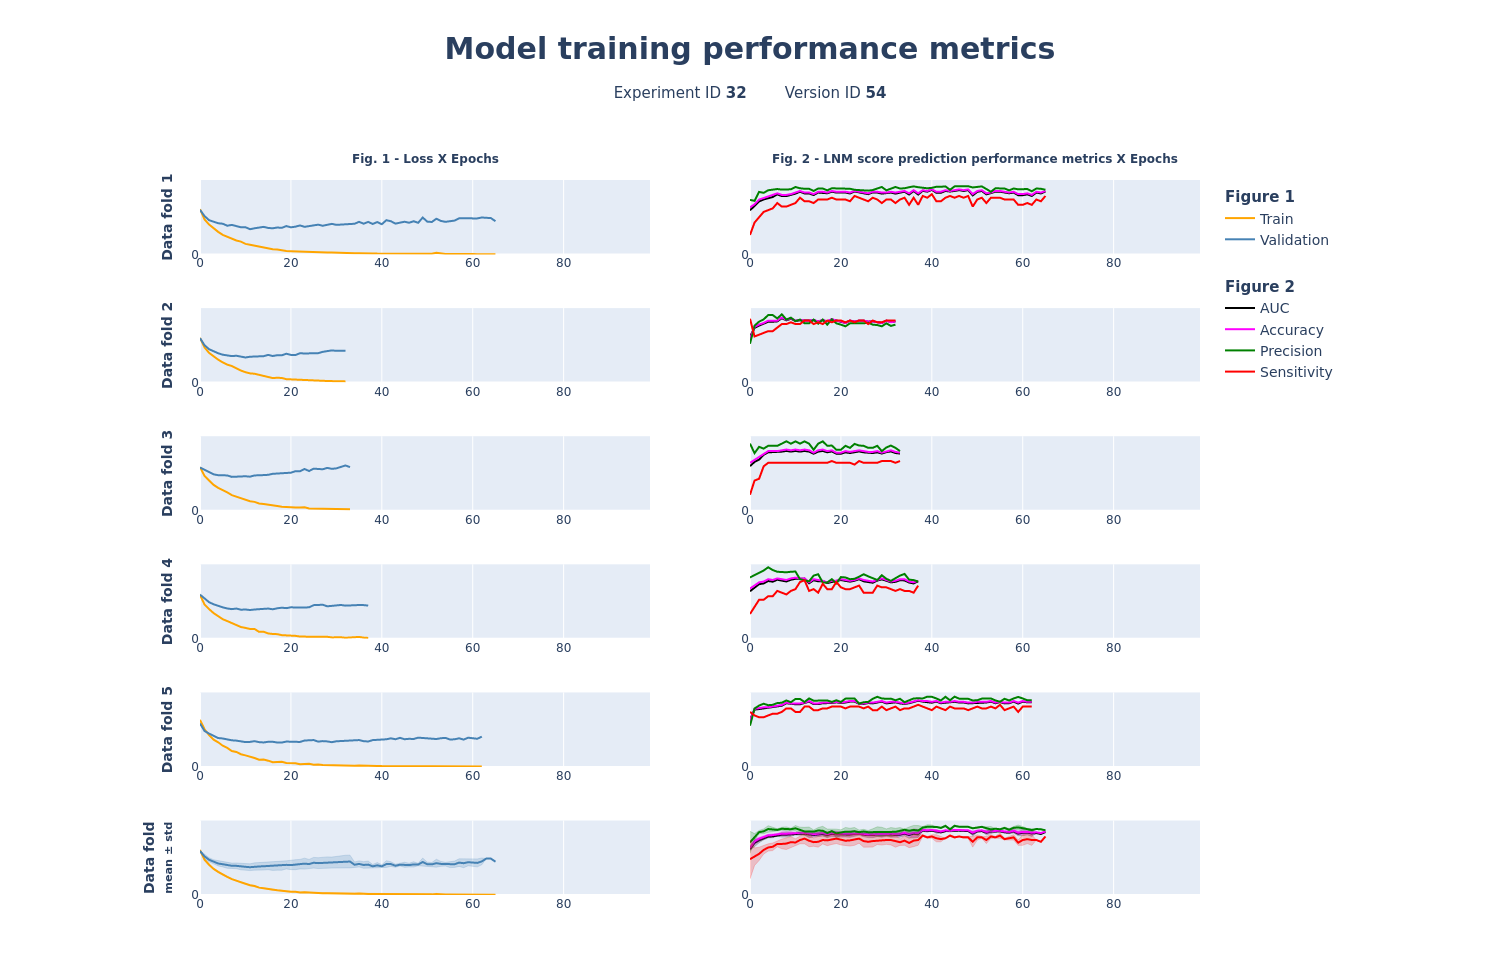 Model training performance metrics
Experiment ID 32 Version ID 54
Fig. 1 - Loss X Epochs
Fig. 2 - LNM score prediction performance metrics X Epochs
Data fold 1
0
0 20 40 60 80
0
0 20 40 60 80
Figure 1
Train
Validation
Figure 2
AUC
Accuracy
Precision
Sensitivity
Data fold 2
0
0 20 40 60 80
0
0 20 40 60 80
Data fold 3
0
0 20 40 60 80
0
0 20 40 60 80
Data fold 4
0
0 20 40 60 80
0
0 20 40 60 80
Data fold 5
0
0 20 40 60 80
0
0 20 40 60 80
Data fold
mean ± std
0
0 20 40 60 80
0
0 20 40 60 80